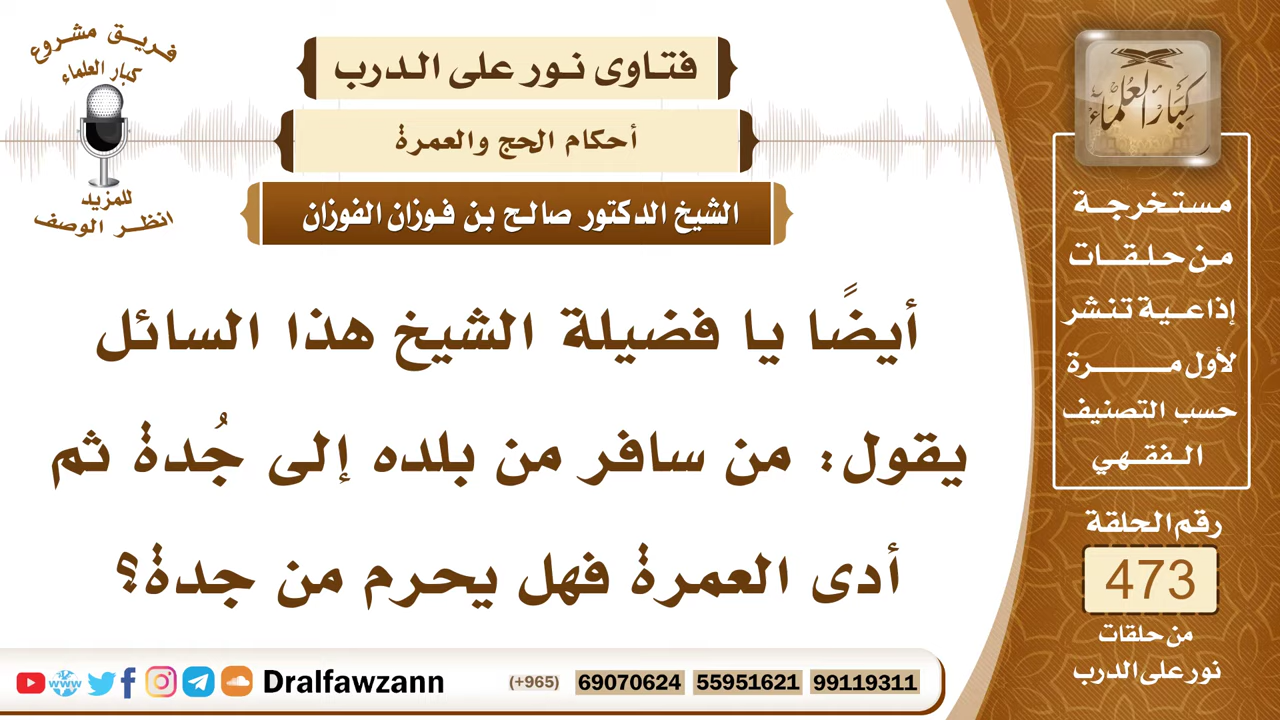 فريق مشروع
كبار العلماء
للمزيد
انظر الوصف
فتاوى نور على الدرب
أحكام الحج والعمرة
الشيخ الدكتور صالح بن فوزان الفوزان
أيضًا يا فضيلة الشيخ هذا السائل
يقول: من سافر من بلده إلى جُدة ثم
أدى العمرة فهل يحرم من جدة؟
كبار العلماء
مستخرجة
من حلقات
إذاعية تنشر
لأول مرة
حسب التصنيف
الفقهي
رقم الحلقة
473
من حلقات
نور على الدرب
www Dralfawzann (+965) 69070624 55951621 99119311